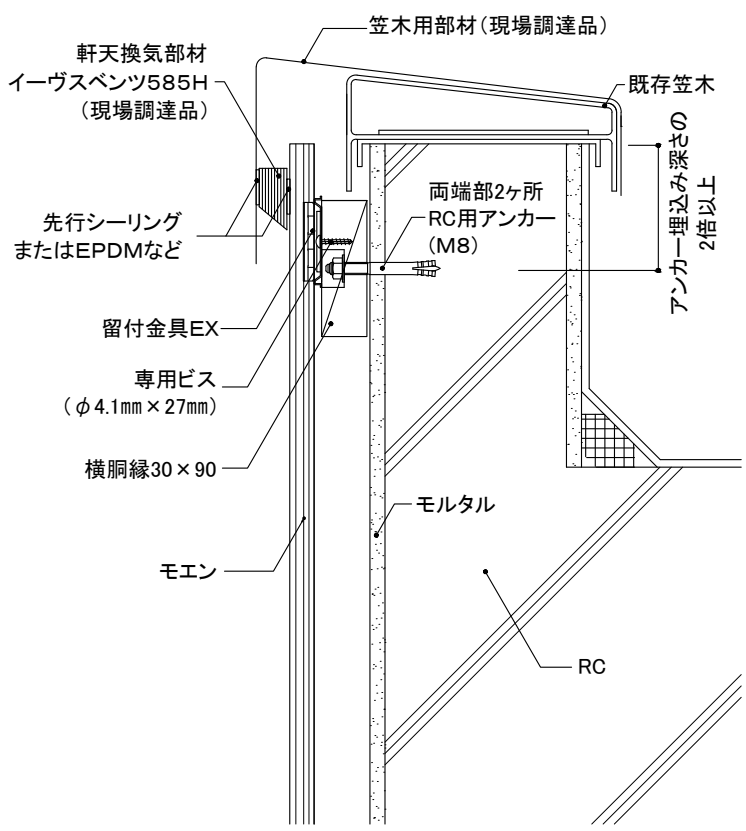 笠木用部材(現場調達品)
軒天換気部材
イーヴスベンツ585H
(現場調達品)
既存笠木
アンカー埋込み深さの
2倍以上
両端部2ヶ所
RC用アンカー
(M8)
先行シーリング
またはEPDMなど
留付金具EX
専用ビス
(φ4.1mm×27mm)
横胴縁30×90
モルタル
モエン
RC